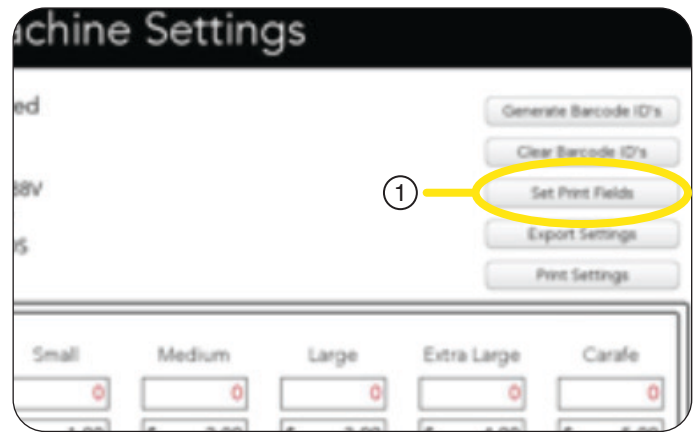 achine Settings
ed
Generate Barcode ID's
Clear Barcode ID's
88V
1
Set Print Fields
Export Settings
Print Settings
Small Medium Large Extra Large Carafe
0 0 0 0 0